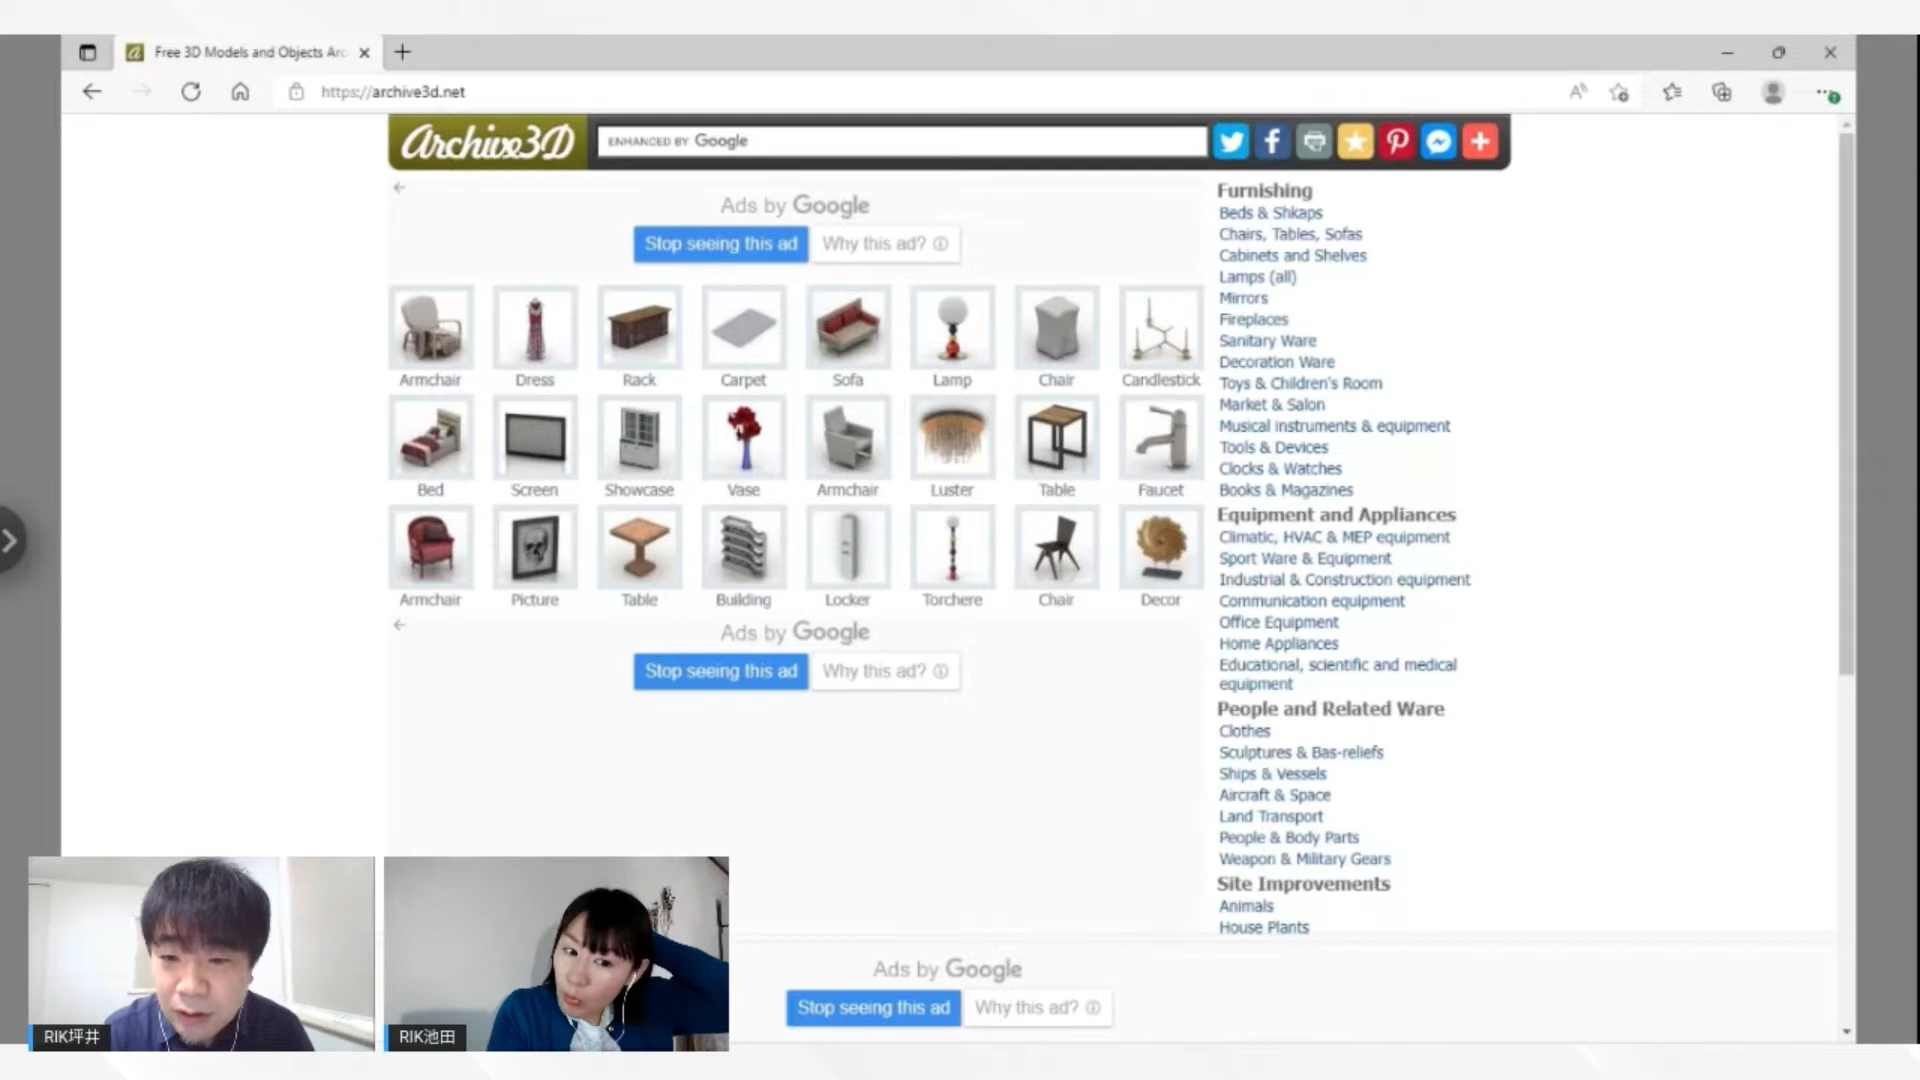 Free 3D Models and Objects Arc
https://archive3d.net
Archive3D
ENHANCED BY Google
Ads by Google
Stop seeing this ad
Why this ad?
Armchair
Dress
Rack
Carpet
Sofa
Lamp
Chair
Candlestick
Bed
Screen
Showcase
Vase
Armchair
Luster
Table
Faucet
Armchair
Picture
Table
Building
Locker
Torchere
Chair
Decor
Ads by Google
Stop seeing this ad
Why this ad?
Furnishing
Beds & Shkaps
Chairs, Tables, Sofas
Cabinets and Shelves
Lamps (all)
Mirrors
Fireplaces
Sanitary Ware
Decoration Ware
Toys & Children's Room
Market & Salon
Musical instruments & equipment
Tools & Devices
Clocks & Watches
Books & Magazines
Equipment and Appliances
Climatic, HVAC & MEP equipment
Sport Ware & Equipment
Industrial & Construction equipment
Communication equipment
Office Equipment
Home Appliances
Educational, scientific and medical
equipment
People and Related Ware
Clothes
Sculptures & Bas-reliefs
Ships & Vessels
Aircraft & Space
Land Transport
People & Body Parts
Weapon & Military Gears
Site Improvements
Animals
House Plants
Ads by Google
Stop seeing this ad
Why this ad?
RIK坪井
RIK池田